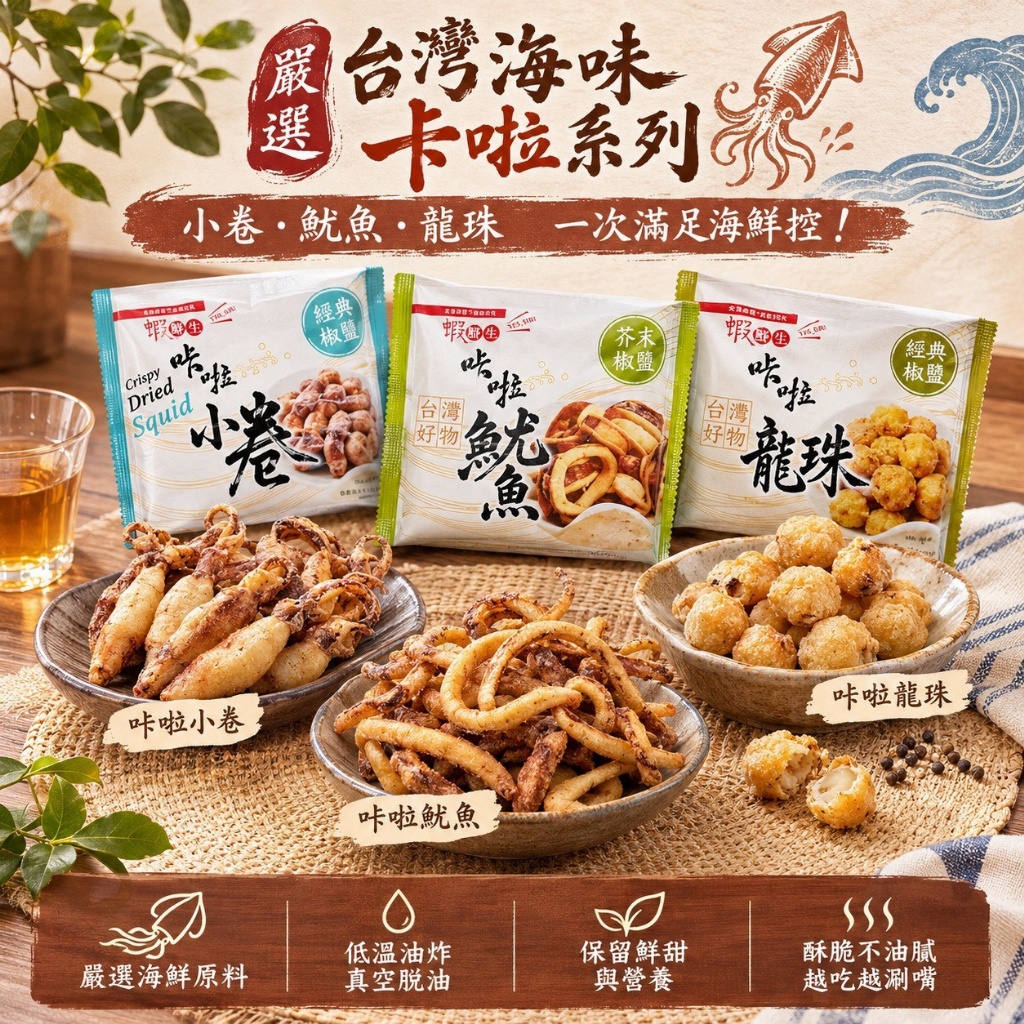 嚴選
台灣海味
卡啦系列
小卷・魷魚・龍珠 一次滿足海鮮控！
蝦鮮生
經典
椒鹽
Crispy
Dried
Squid
咔啦
小卷
蝦鮮生
芥末
椒鹽
咔啦
台灣
好物
魷魚
蝦鮮生
經典
椒鹽
咔啦
台灣
好物
龍珠
咔啦小卷
咔啦魷魚
咔啦龍珠
嚴選海鮮原料
低溫油炸
真空脫油
保留鮮甜
與營養
酥脆不油膩
越吃越涮嘴